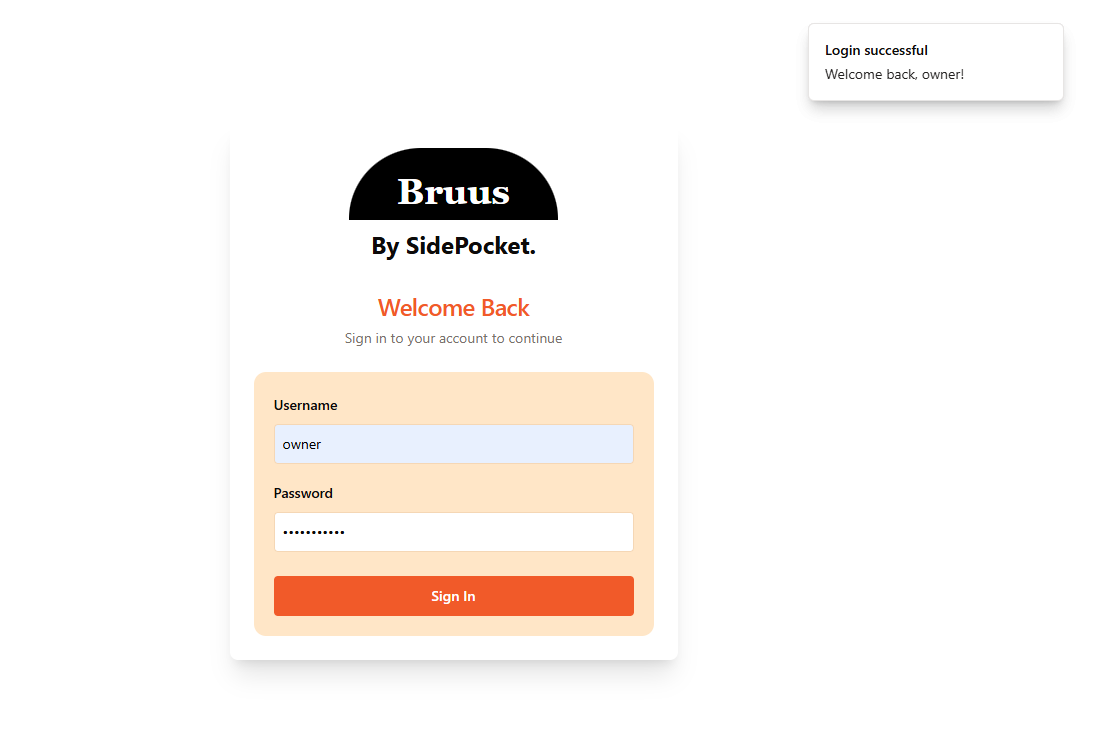 Login successful
Welcome back, owner!
Bruus
By SidePocket.
Welcome Back
Sign in to your account to continue
Username
owner
Password
•••••••••••
Sign In